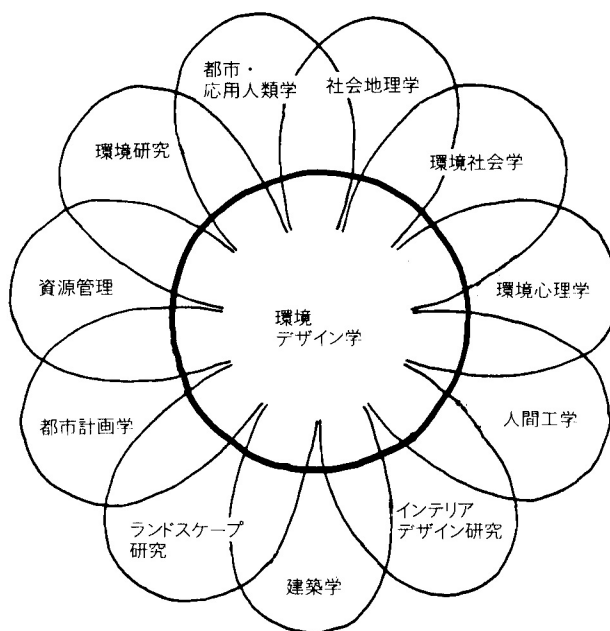 都市・
応用人類学
社会地理学
環境研究
環境社会学
資源管理
環境心理学
環境
デザイン学
都市計画学
人間工学
ランドスケープ
研究
インテリア
デザイン研究
建築学